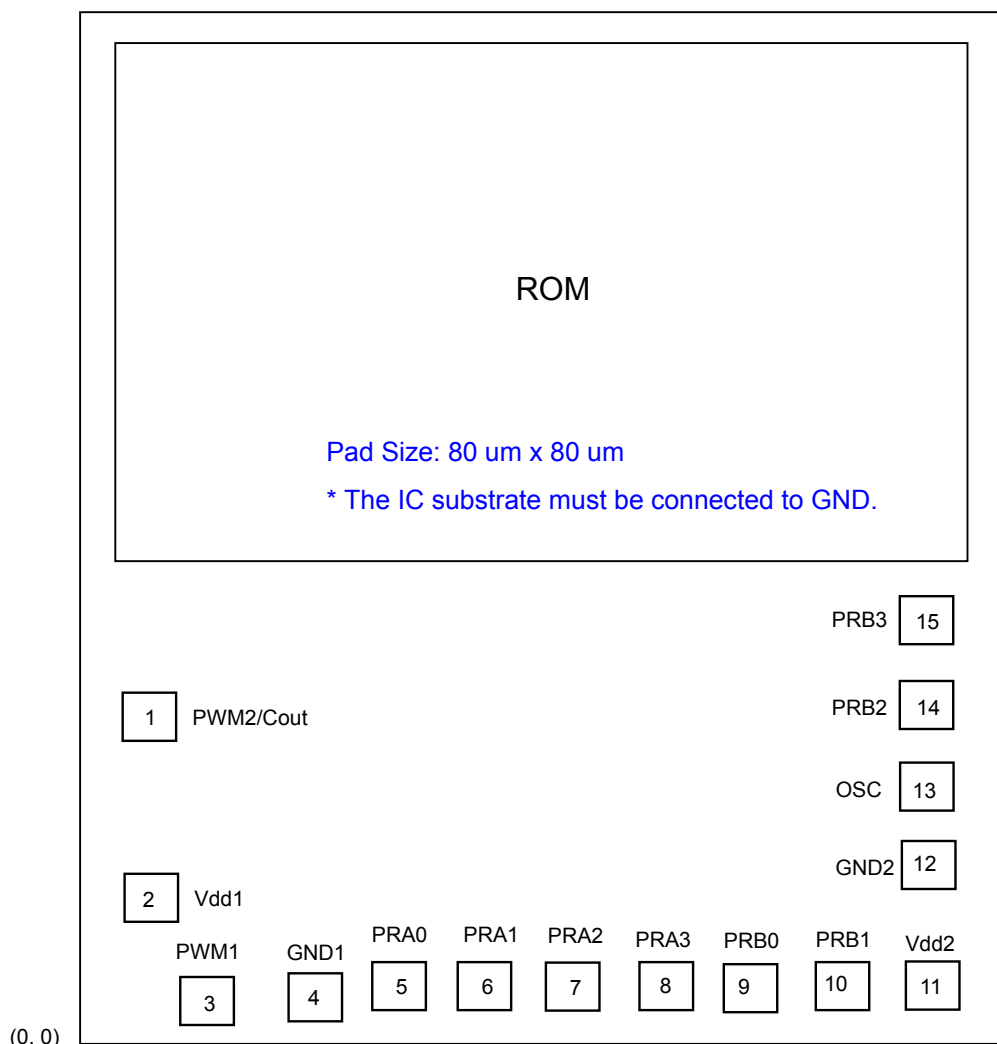 ROM
Pad Size: 80 um x 80 um
* The IC substrate must be connected to GND.
PRB3 15
1 PWM2/Cout
PRB2 14
OSC 13
GND2 12
2 Vdd1
PWM1 GND1 PRA0 PRA1 PRA2 PRA3 PRB0 PRB1 Vdd2
3 4 5 6 7 8 9 10 11
(0, 0)